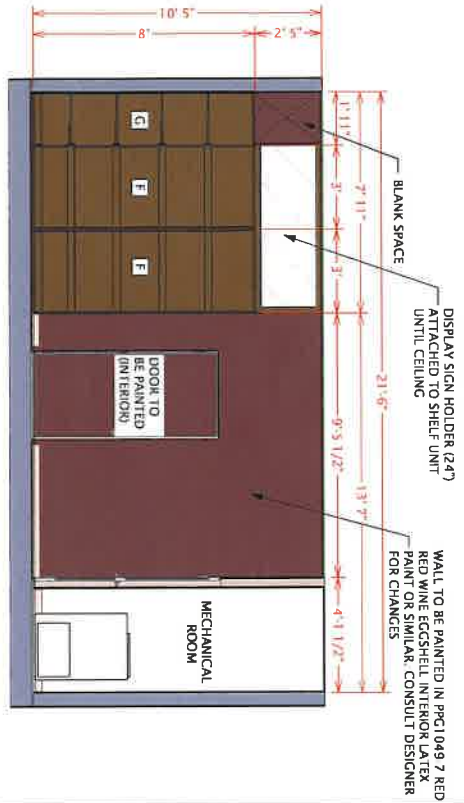 DISPLAY SIGN HOLDER (24")
ATTACHED TO SHELF UNIT
UNTIL CEILING
WALL TO BE PAINTED IN PPG1049 7 RED
RED WINE EGGSHELL INTERIOR LATEX
PAINT OR SIMILAR. CONSULT DESIGNER
FOR CHANGES
BLANK SPACE
21'-6"
7' 11"
13' 7"
1' 11"
3'
3'
9'-5 1/2"
4'-1 1/2"
10' 5"
2' 5"
8'
G
F
F
DOOR TO
BE PAINTED
(INTERIOR)
MECHANICAL
ROOM